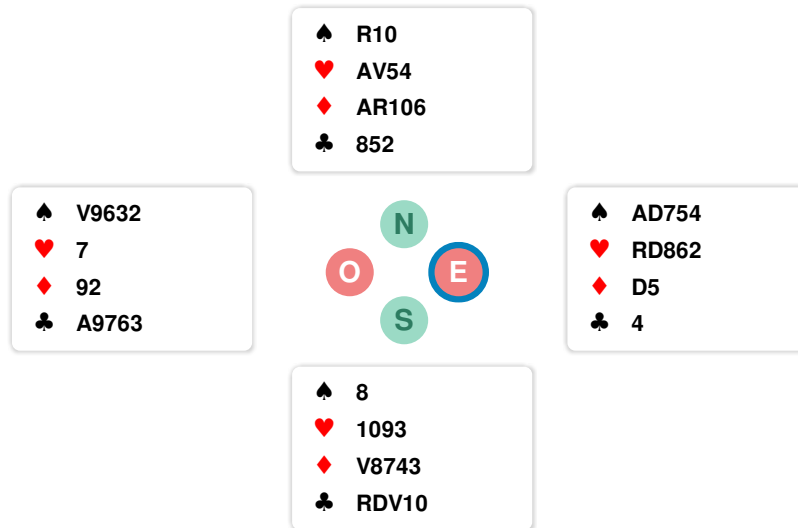 ♠ R10
♥ AV54
♦ AR106
♣ 852
♠ V9632
♥ 7
♦ 92
♣ A9763
N
O
E
S
♠ AD754
♥ RD862
♦ D5
♣ 4
♠ 8
♥ 1093
♦ V8743
♣ RDV10